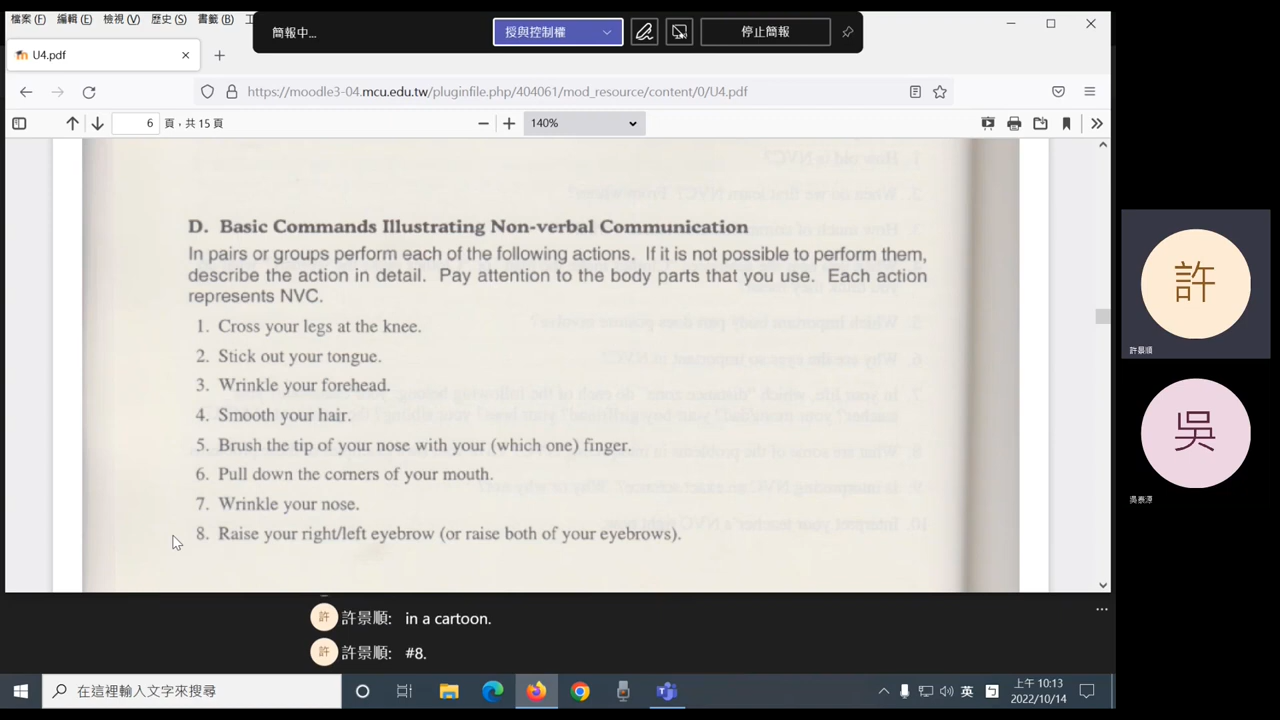 檔案(F) 編輯(E) 檢視(V) 歷史(S) 書籤(B)
簡報中...
授與控制權
停止簡報
U4.pdf
https://moodle3-04.mcu.edu.tw/pluginfile.php/404061/mod_resource/content/0/U4.pdf
6 頁，共 15 頁
140%
D. Basic Commands Illustrating Non-verbal Communication
In pairs or groups perform each of the following actions. If it is not possible to perform them,
describe the action in detail. Pay attention to the body parts that you use. Each action
represents NVC.
1. Cross your legs at the knee.
2. Stick out your tongue.
3. Wrinkle your forehead.
4. Smooth your hair.
5. Brush the tip of your nose with your (which one) finger.
6. Pull down the corners of your mouth.
7. Wrinkle your nose.
8. Raise your right/left eyebrow (or raise both of your eyebrows).
許
許景順
吳
許 許景順: in a cartoon.
許 許景順: #8.
在這裡輸入文字來搜尋
英
上午 10:13
2022/10/14